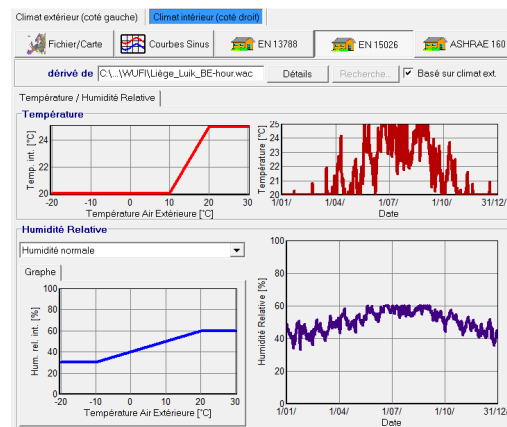 Climat extérieur (coté gauche) Climat intérieur (coté droit)
Fichier/Carte Courbes Sinus EN 13788 EN 15026 ASHRAE 160
dérivé de C:\...\WUFI\Liège_Luik_BE-hour.wac Détails Recherche... Basé sur climat ext.
Température / Humidité Relative
Température
Temp. int. [°C]
24
22
20
-20 -10 0 10 20 30
Température Air Extérieure [°C]
Température [°C]
25
24
23
22
21
20
1/01/ 1/04/ 1/07/ 1/10/ 31/12/
Date
Humidité Relative
Humidité normale
Graphe
Hum. rel. int. [%]
100
80
60
40
20
0
-20 -10 0 10 20 30
Température Air Extérieure [°C]
Humidité Relative [%]
100
80
60
40
20
0
1/01/ 1/04/ 1/07/ 1/10/ 31/12/
Date